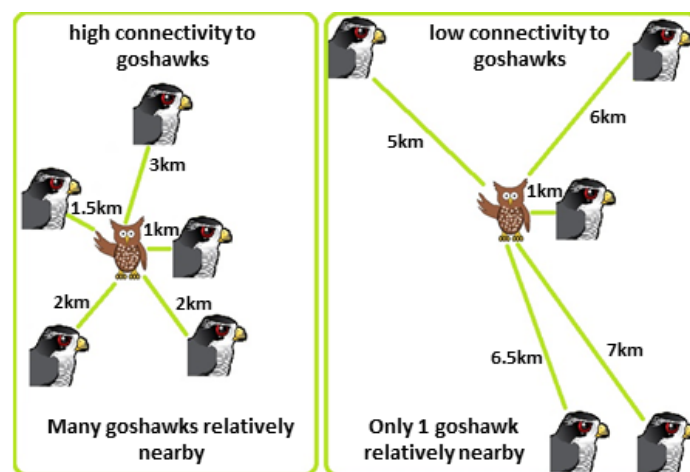 high connectivity to
goshawks
3km
1.5km
1km
2km
2km
Many goshawks relatively
nearby
low connectivity to
goshawks
5km
6km
1km
6.5km
7km
Only 1 goshawk
relatively nearby